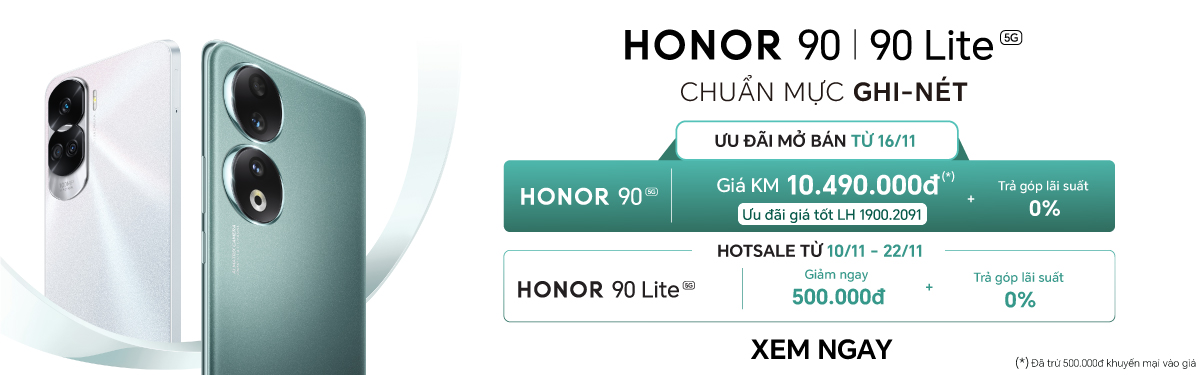 HONOR 90 | 90 Lite 5G
CHUẨN MỰC GHI-NÉT
ƯU ĐÃI MỞ BÁN TỪ 16/11
HONOR 90 5G
Giá KM 10.490.000đ(*)
Ưu đãi giá tốt LH 1900.2091
+
Trả góp lãi suất
0%
HOTSALE TỪ 10/11 - 22/11
HONOR 90 Lite 5G
Giảm ngay
500.000đ
+
Trả góp lãi suất
0%
XEM NGAY
(*) Đã trừ 500.000đ khuyến mại vào giá